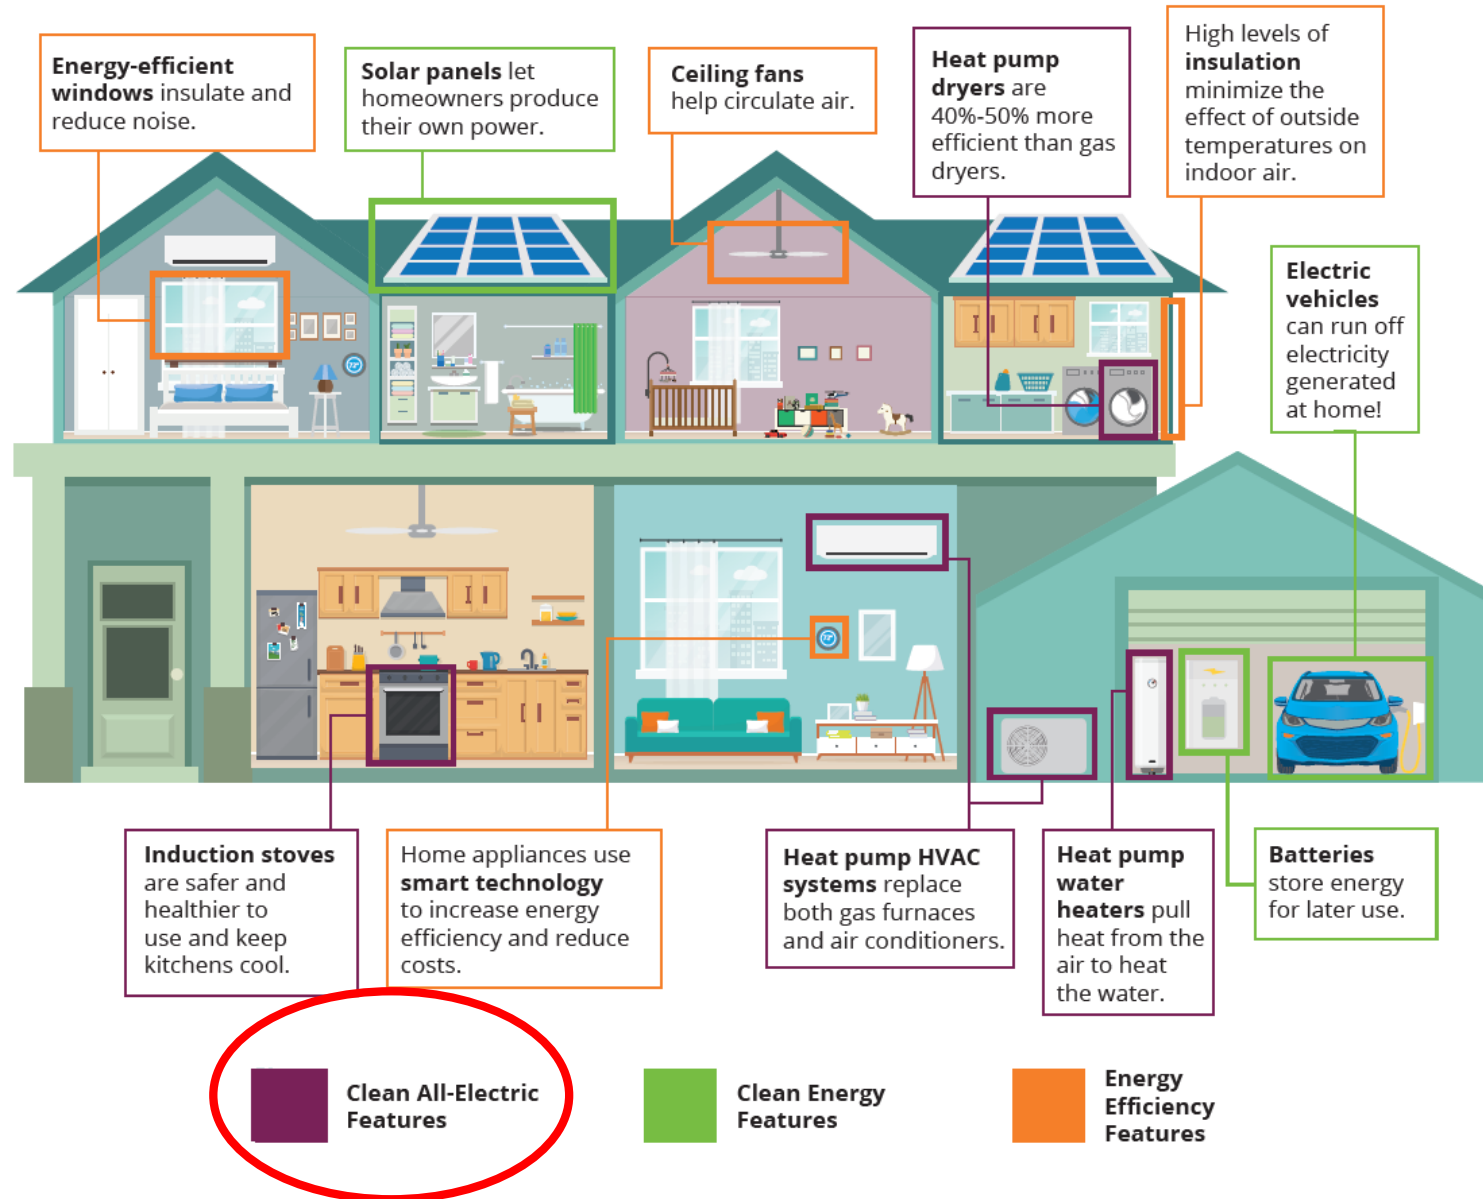 Energy-efficient
windows insulate and
reduce noise.
Solar panels let
homeowners produce
their own power.
Ceiling fans
help circulate air.
Heat pump
dryers are
40%-50% more
efficient than gas
dryers.
High levels of
insulation
minimize the
effect of outside
temperatures on
indoor air.
Electric
vehicles
can run off
electricity
generated
at home!
72°
72°
Induction stoves
are safer and
healthier to
use and keep
kitchens cool.
Home appliances use
smart technology
to increase energy
efficiency and reduce
costs.
Heat pump HVAC
systems replace
both gas furnaces
and air conditioners.
Heat pump
water
heaters pull
heat from the
air to heat
the water.
Batteries
store energy
for later use.
Clean All-Electric
Features
Clean Energy
Features
Energy
Efficiency
Features